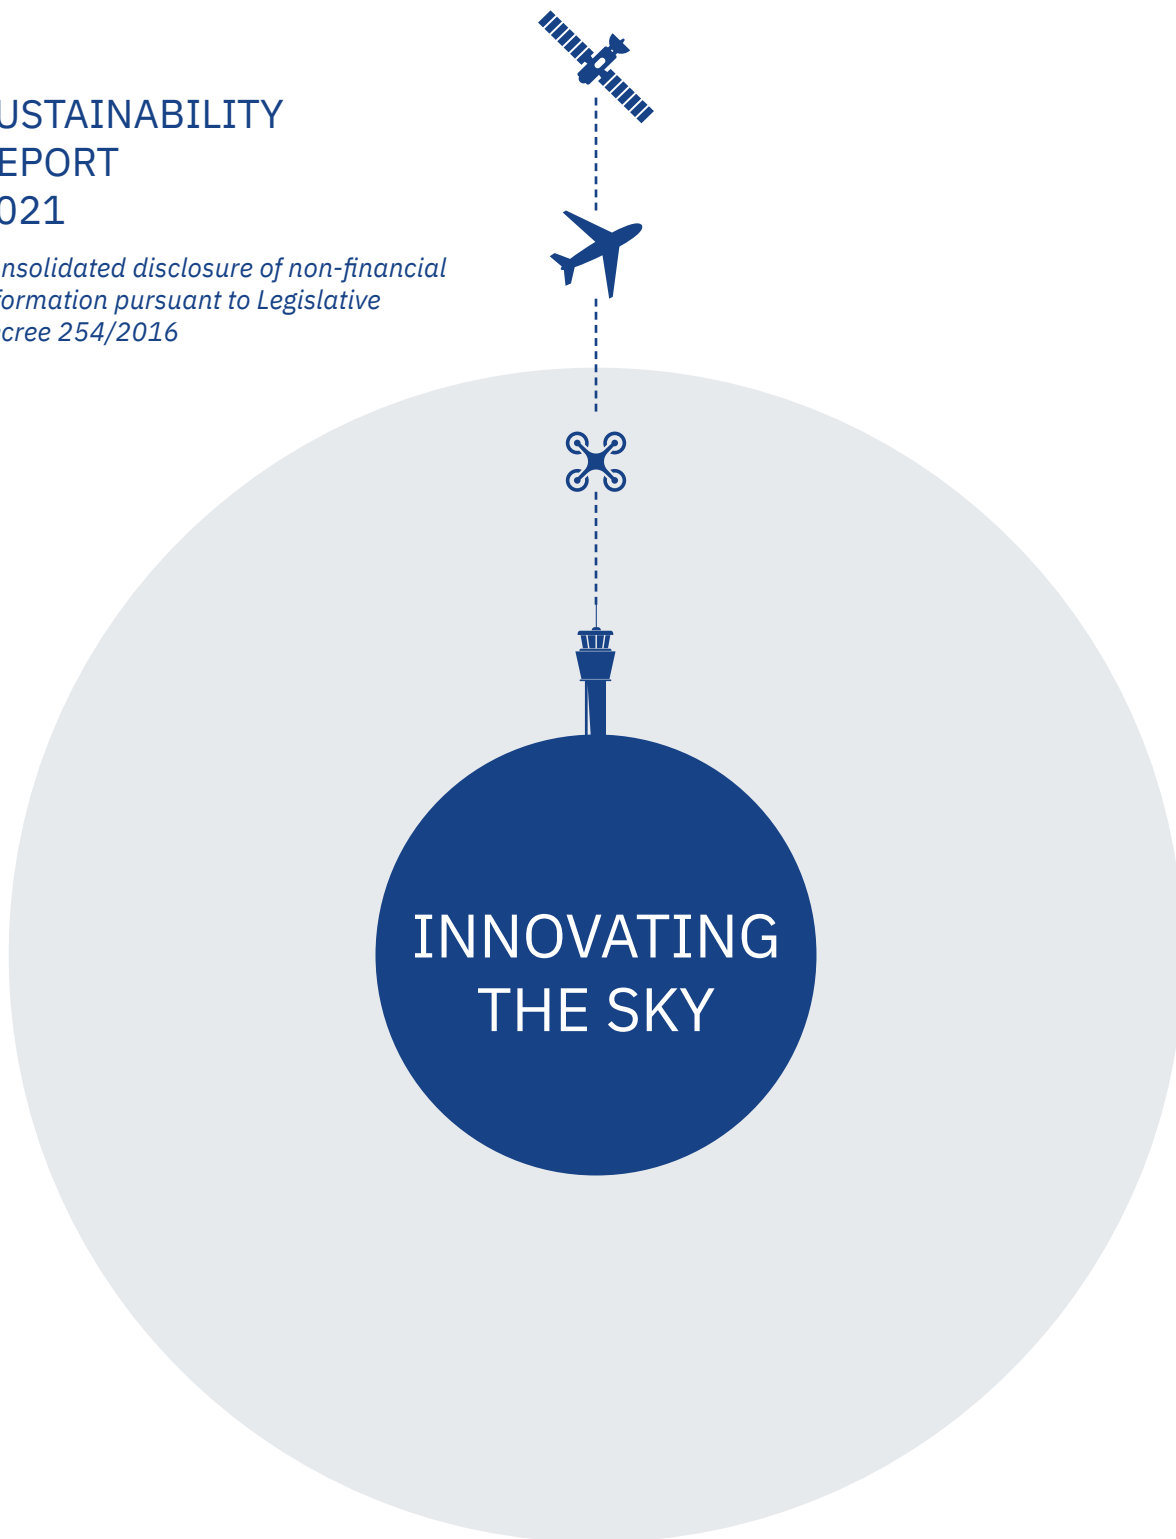 USTAINABILITY
EPORT
021
nsolidated disclosure of non-financial
formation pursuant to Legislative
cree 254/2016
INNOVATING
THE SKY